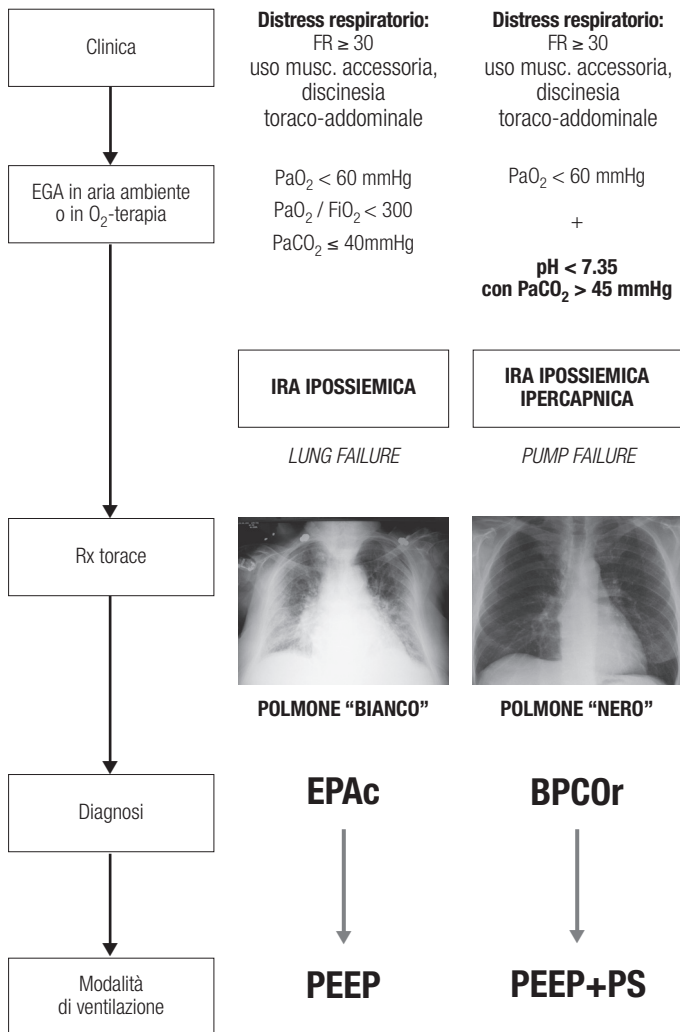 Clinica
Distress respiratorio:
FR ≥ 30
uso musc. accessoria,
discinesia
toraco-addominale
Distress respiratorio:
FR ≥ 30
uso musc. accessoria,
discinesia
toraco-addominale
EGA in aria ambiente
o in O₂-terapia
PaO₂ < 60 mmHg
PaO₂ / FiO₂ < 300
PaCO₂ ≤ 40mmHg
PaO₂ < 60 mmHg
+
pH < 7.35
con PaCO₂ > 45 mmHg
IRA IPOSSIEMICA
IRA IPOSSIEMICA
IPERCAPNICA
LUNG FAILURE
PUMP FAILURE
Rx torace
POLMONE “BIANCO”
POLMONE “NERO”
Diagnosi
EPAc
BPCOr
Modalità
di ventilazione
PEEP
PEEP+PS